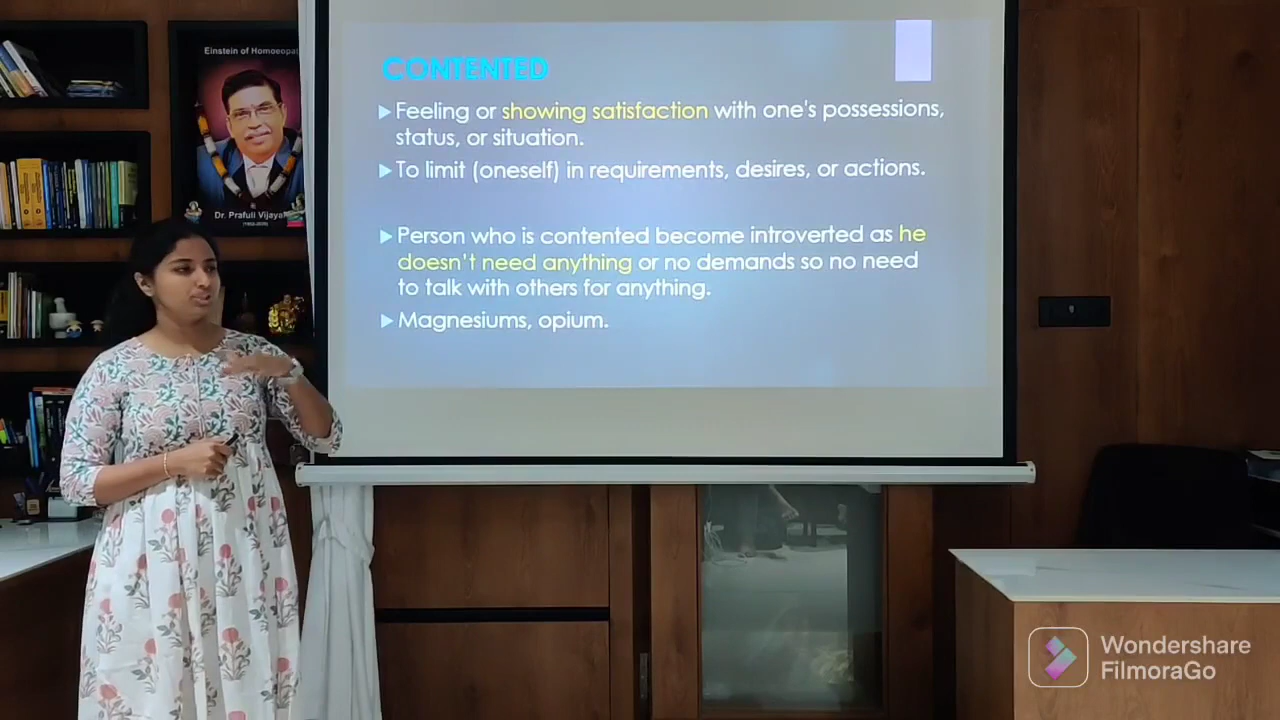 Einstein of Homoeopat
Dr. Prafull Vijayak
CONTENTED
Feeling or showing satisfaction with one's possessions,
status, or situation.
To limit (oneself) in requirements, desires, or actions.
Person who is contented become introverted as he
doesn't need anything or no demands so no need
to talk with others for anything.
Magnesiums, opium.
Wondershare
FilmoraGo